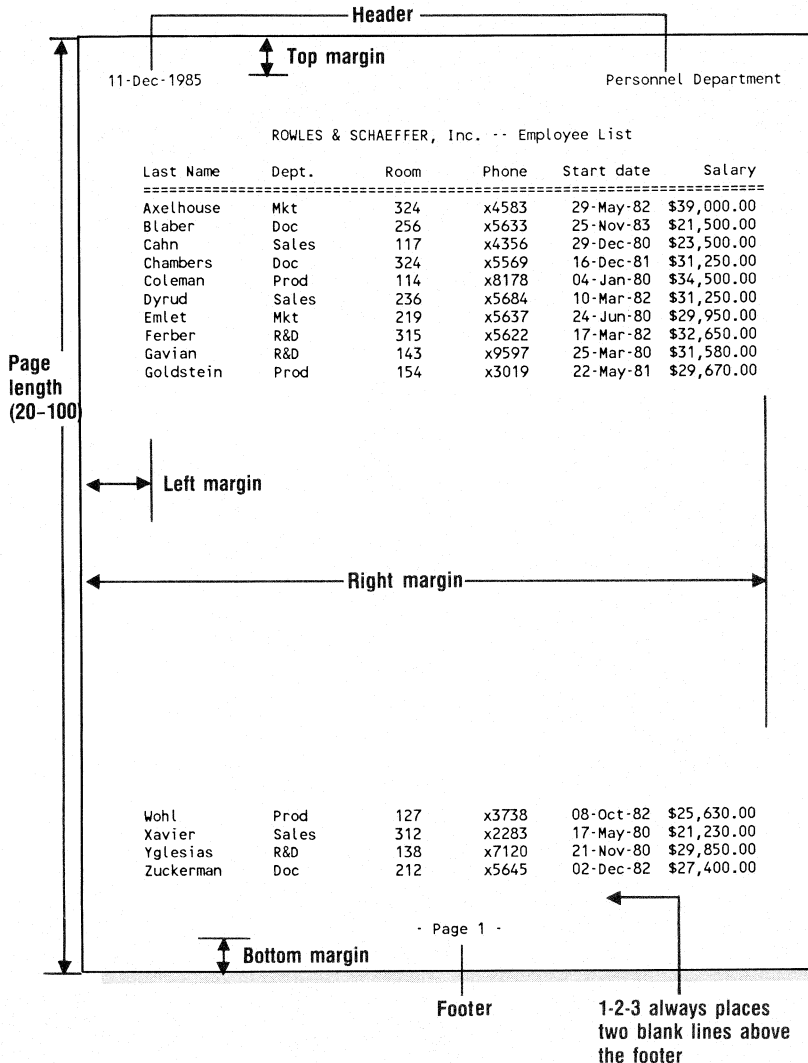 Header
Top margin
11-Dec-1985 Personnel Department
ROWLES & SCHAEFFER, Inc. -- Employee List
Last Name Dept. Room Phone Start date Salary
================================================================================
Axelhouse Mkt 324 x4583 29-May-82 $39,000.00
Blaber Doc 256 x5633 25-Nov-83 $21,500.00
Cahn Sales 117 x4356 29-Dec-80 $23,500.00
Chambers Doc 324 x5569 16-Dec-81 $31,250.00
Coleman Prod 114 x8178 04-Jan-80 $34,500.00
Dyrud Sales 236 x5684 10-Mar-82 $31,250.00
Emlet Mkt 219 x5637 24-Jun-80 $29,950.00
Ferber R&D 315 x5622 17-Mar-82 $32,650.00
Gavian R&D 143 x9597 25-Mar-80 $31,580.00
Goldstein Prod 154 x3019 22-May-81 $29,670.00
Page
length
(20–100)
Left margin
Right margin
Wohl Prod 127 x3738 08-Oct-82 $25,630.00
Xavier Sales 312 x2283 17-May-80 $21,230.00
Yglesias R&D 138 x7120 21-Nov-80 $29,850.00
Zuckerman Doc 212 x5645 02-Dec-82 $27,400.00
- Page 1 -
Bottom margin
Footer
1-2-3 always places
two blank lines above
the footer